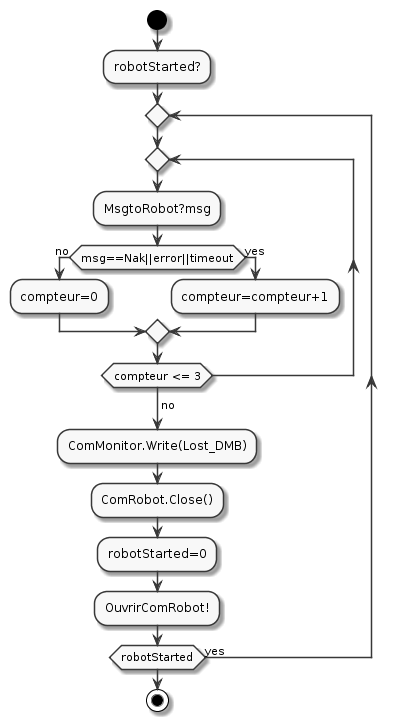 robotStarted?
MsgtoRobot?msg
no
msg==Nak||error||timeout
yes
compteur=0
compteur=compteur+1
compteur <= 3
no
ComMonitor.Write(Lost_DMB)
ComRobot.Close()
robotStarted=0
OuvrirComRobot!
robotStarted
yes